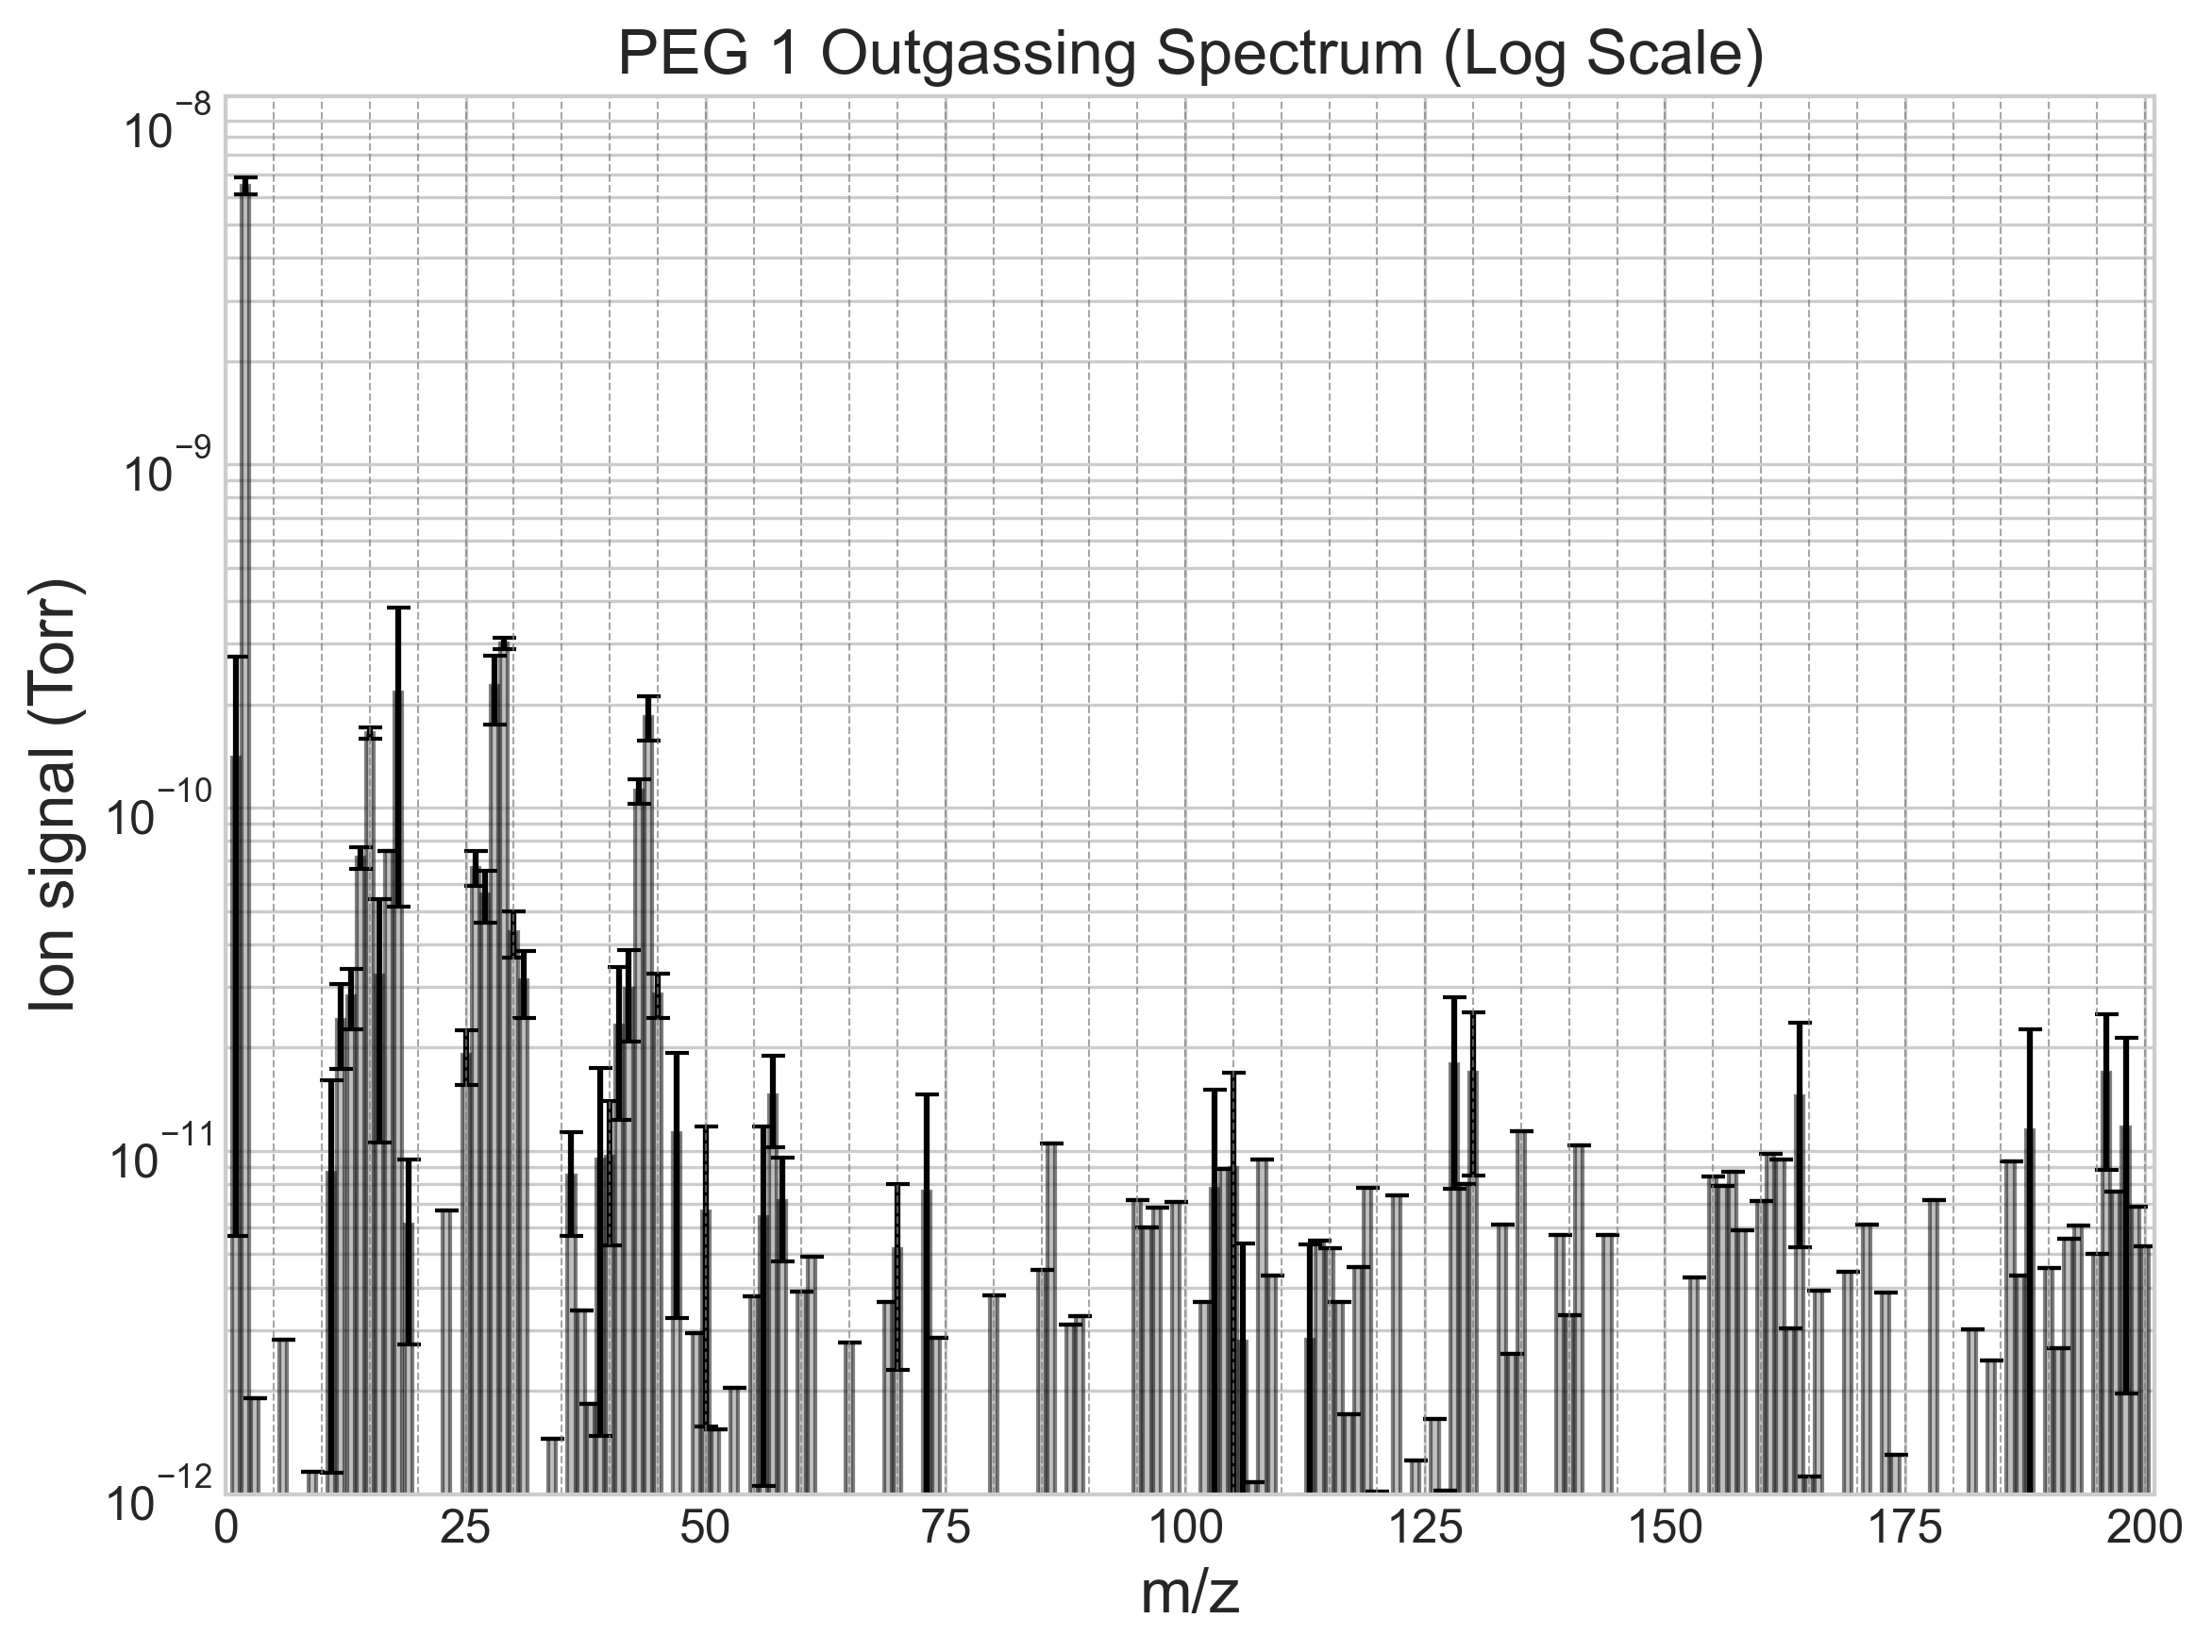 PEG 1 Outgassing Spectrum (Log Scale)
Ion signal (Torr)
10⁻⁸
10⁻⁹
10⁻¹⁰
10⁻¹¹
10⁻¹²
0 25 50 75 100 125 150 175 200
m/z